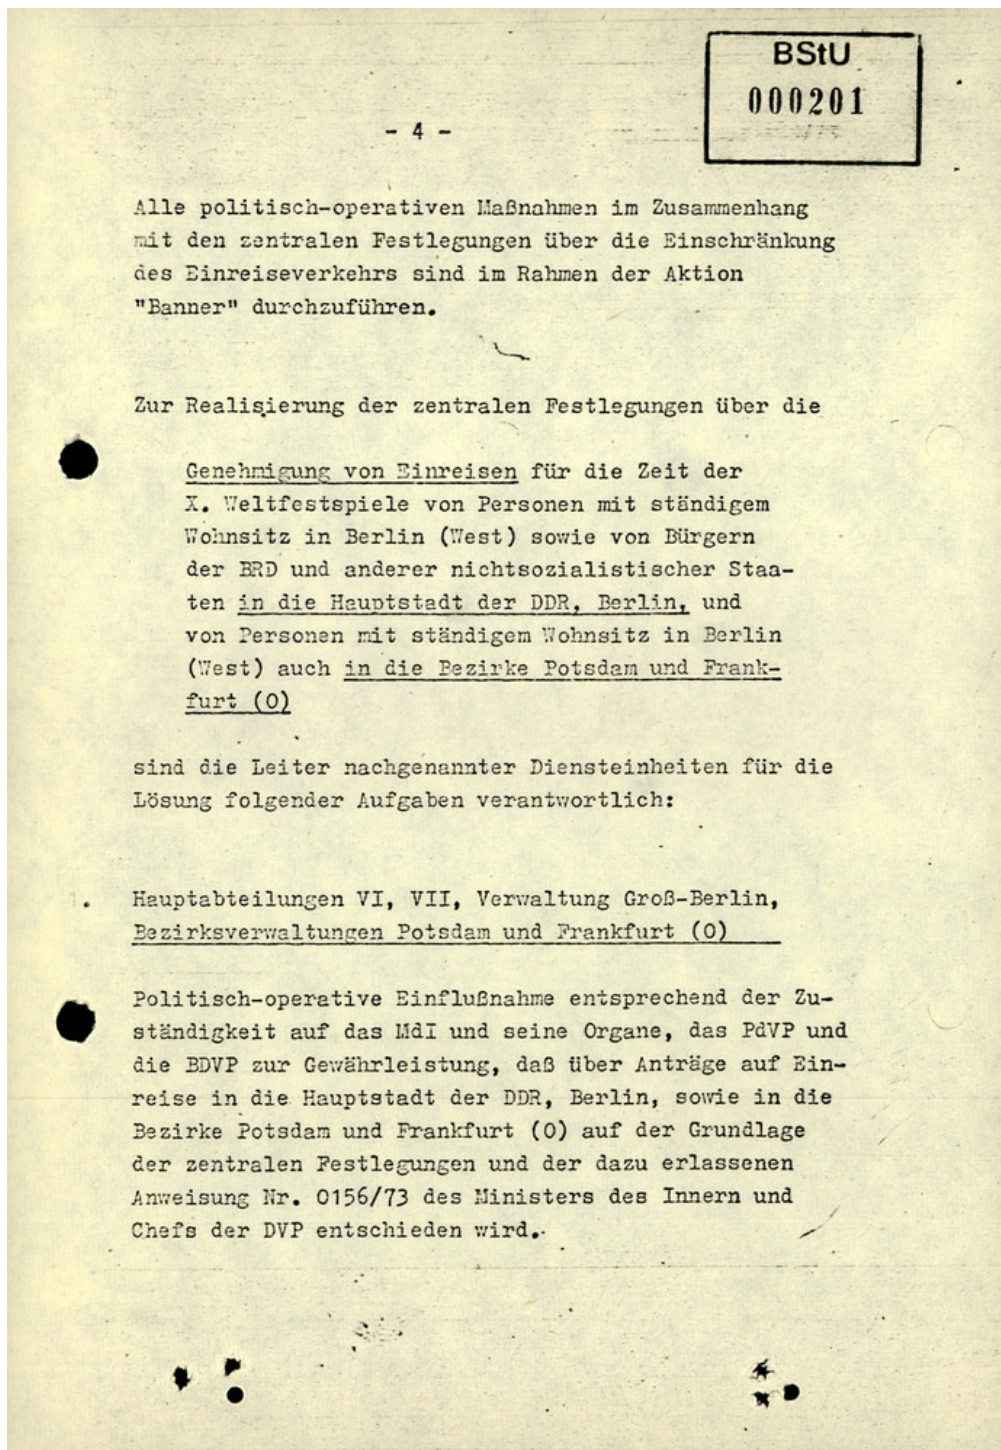 BStU
000201
- 4 -
Alle politisch-operativen Maßnahmen im Zusammenhang
mit den zentralen Festlegungen über die Einschränkung
des Einreiseverkehrs sind im Rahmen der Aktion
"Banner" durchzuführen.
Zur Realisierung der zentralen Festlegungen über die
Genehmigung von Einreisen für die Zeit der
X. Weltfestspiele von Personen mit ständigem
Wohnsitz in Berlin (West) sowie von Bürgern
der BRD und anderer nichtsozialistischer Staa-
ten in die Hauptstadt der DDR, Berlin, und
von Personen mit ständigem Wohnsitz in Berlin
(West) auch in die Bezirke Potsdam und Frank-
furt (O)
sind die Leiter nachgenannter Diensteinheiten für die
Lösung folgender Aufgaben verantwortlich:
Hauptabteilungen VI, VII, Verwaltung Groß-Berlin,
Bezirksverwaltungen Potsdam und Frankfurt (O)
Politisch-operative Einflußnahme entsprechend der Zu-
ständigkeit auf das MdI und seine Organe, das PdVP und
die BDVP zur Gewährleistung, daß über Anträge auf Ein-
reise in die Hauptstadt der DDR, Berlin, sowie in die
Bezirke Potsdam und Frankfurt (O) auf der Grundlage
der zentralen Festlegungen und der dazu erlassenen
Anweisung Nr. 0156/73 des Ministers des Innern und
Chefs der DVP entschieden wird.